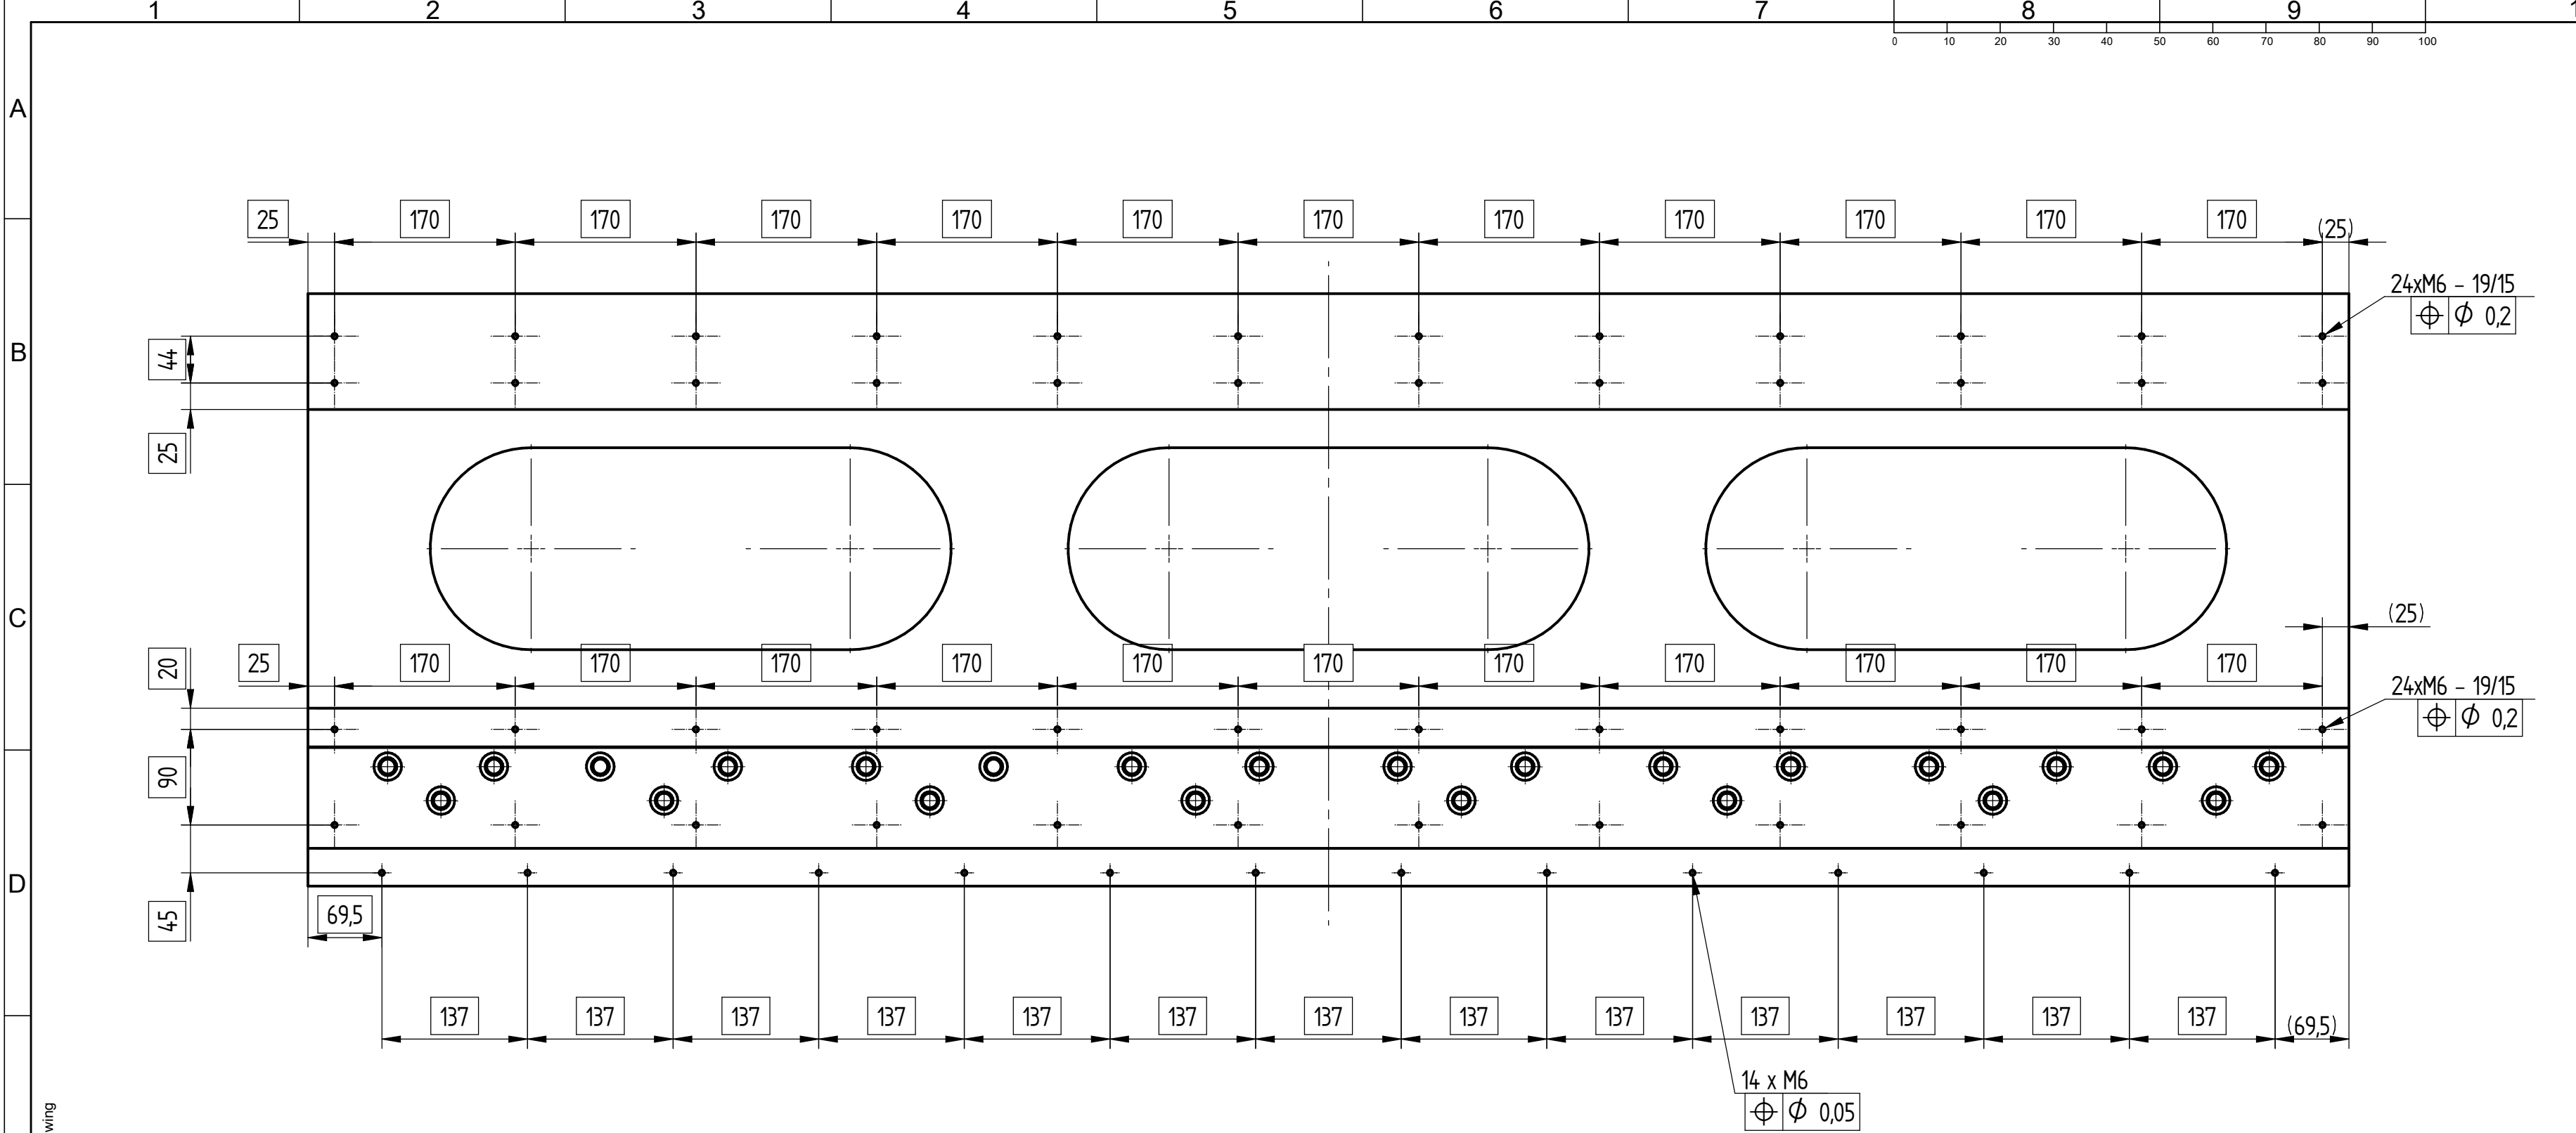 1 2 3 4 5 6 7 8 9 1
0 10 20 30 40 50 60 70 80 90 100
A
25 170 170 170 170 170 170 170 170 170 170 170 (25)
24xM6 – 19/15
⌖ ϕ 0,2
B
44
25
C
(25)
20
25 170 170 170 170 170 170 170 170 170 170 170
24xM6 – 19/15
⌖ ϕ 0,2
90
D
45
69,5
137 137 137 137 137 137 137 137 137 137 137 137 137 (69,5)
14 x M6
⌖ ϕ 0,05
wing